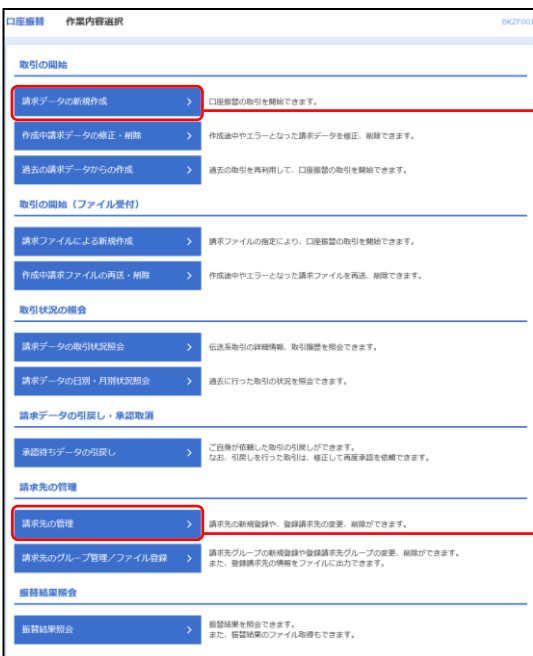 口座振替 作業内容選択 BKZF001
取引の開始
請求データの新規作成 口座振替の取引を開始できます。
作成中請求データの修正・削除 作成途中やエラーとなった請求データを修正、削除できます。
過去の請求データからの作成 過去の取引を再利用して、口座振替の取引を開始できます。
取引の開始（ファイル受付）
請求ファイルによる新規作成 請求ファイルの指定により、口座振替の取引を開始できます。
作成中請求ファイルの再送・削除 作成途中やエラーとなった請求ファイルを再送、削除できます。
取引状況の照会
請求データの取引状況照会 伝送系取引の詳細情報、取引履歴を照会できます。
請求データの日別・月別状況照会 過去に行った取引の状況を照会できます。
請求データの引戻し・承認取消
承認待ちデータの引戻し ご自身が依頼した取引の引戻しができます。
なお、引戻しを行った取引は、修正して再度承認を依頼できます。
請求先の管理
請求先の管理 請求先の新規登録や、登録請求先の変更、削除ができます。
請求先のグループ管理／ファイル登録 請求先グループの新規登録や登録請求先グループの変更、削除ができます。
また、登録請求先の情報をファイルに出力できます。
振替結果照会
振替結果照会 振替結果を照会できます。
また、振替結果のファイル取得もできます。